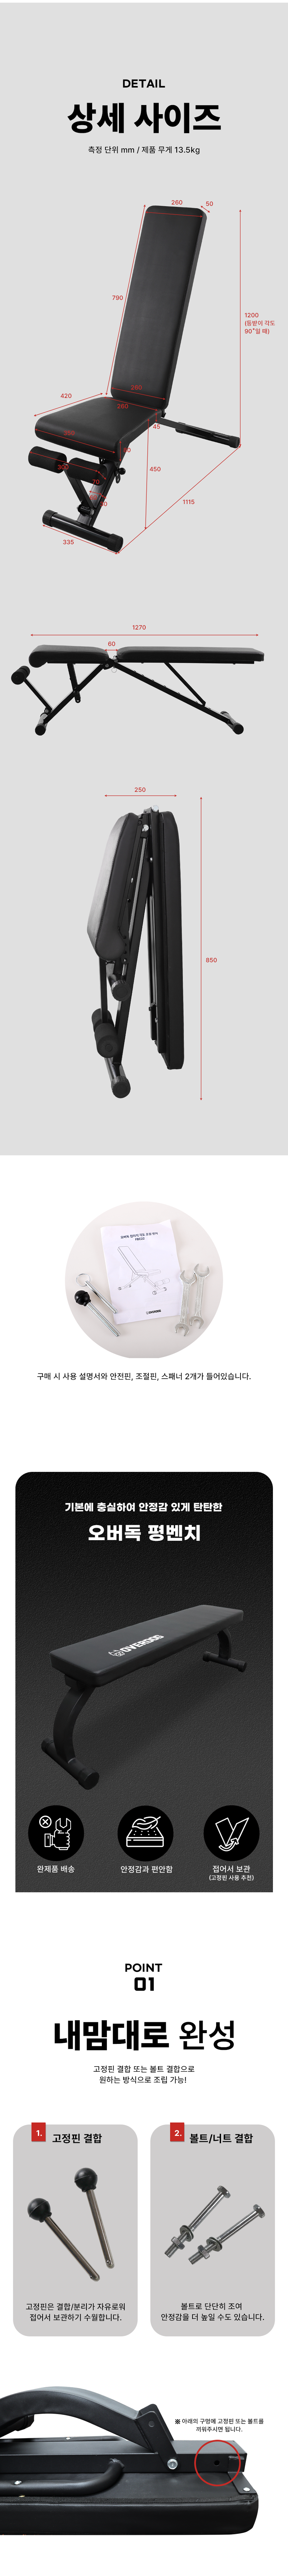 DETAIL
상세 사이즈
측정 단위 mm / 제품 무게 13.5kg
260
50
790
1200
(등받이 각도
90°일 때)
260
420
260
45
450
70
1115
335
1270
60
250
850
구매 시 사용 설명서와 안전핀, 조절핀, 스패너 2개가 들어있습니다.
기본에 충실하여 안정감 있게 탄탄한
오버독 평벤치
OVERDOG
완제품 배송
안정감과 편안함
접어서 보관
(고정핀 사용 추천)
POINT
01
내맘대로 완성
고정핀 결합 또는 볼트 결합으로
원하는 방식으로 조립 가능!
1. 고정핀 결합
고정핀은 결합/분리가 자유로워
접어서 보관하기 수월합니다.
2. 볼트/너트 결합
볼트로 단단히 조여
안정감을 더 높일 수도 있습니다.
※ 아래의 구멍에 고정핀 또는 볼트를
끼워주시면 됩니다.